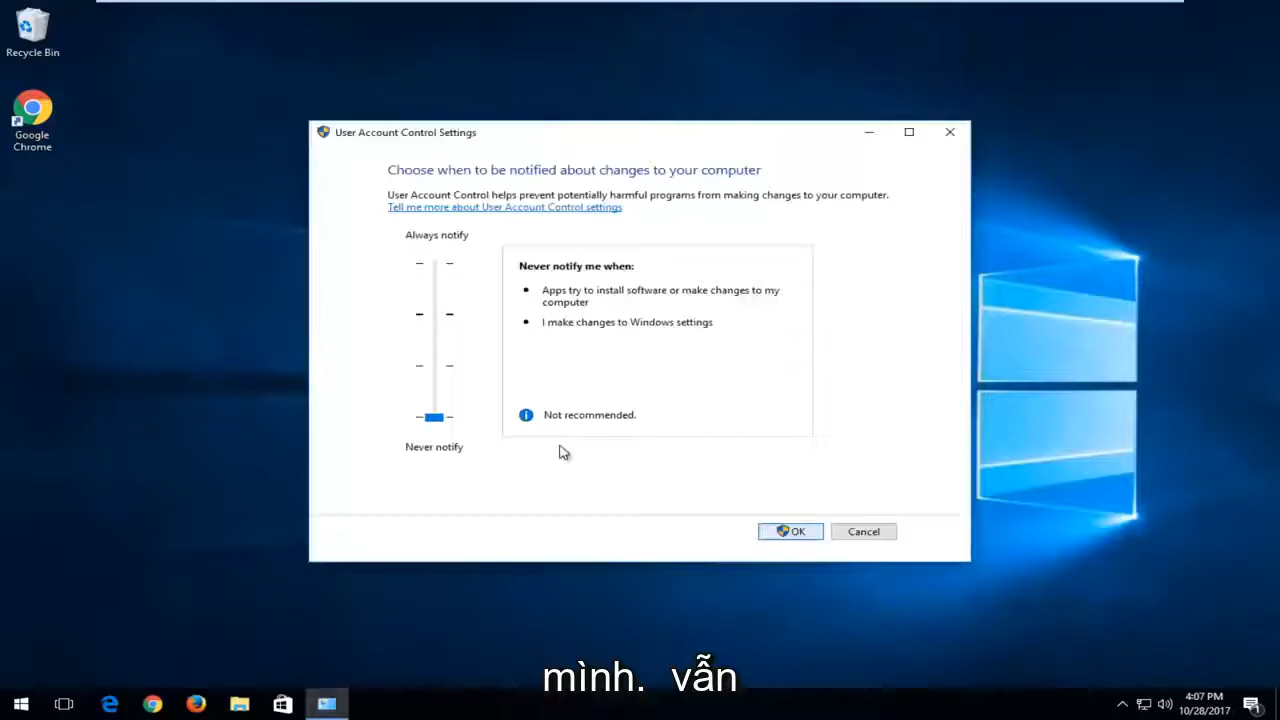 Recycle Bin
Google
Chrome
User Account Control Settings
Choose when to be notified about changes to your computer
User Account Control helps prevent potentially harmful programs from making changes to your computer.
Tell me more about User Account Control settings
Always notify
Never notify me when:
Apps try to install software or make changes to my
computer
I make changes to Windows settings
Not recommended.
Never notify
OK
Cancel
mình. vẫn
4:07 PM
10/28/2017
1